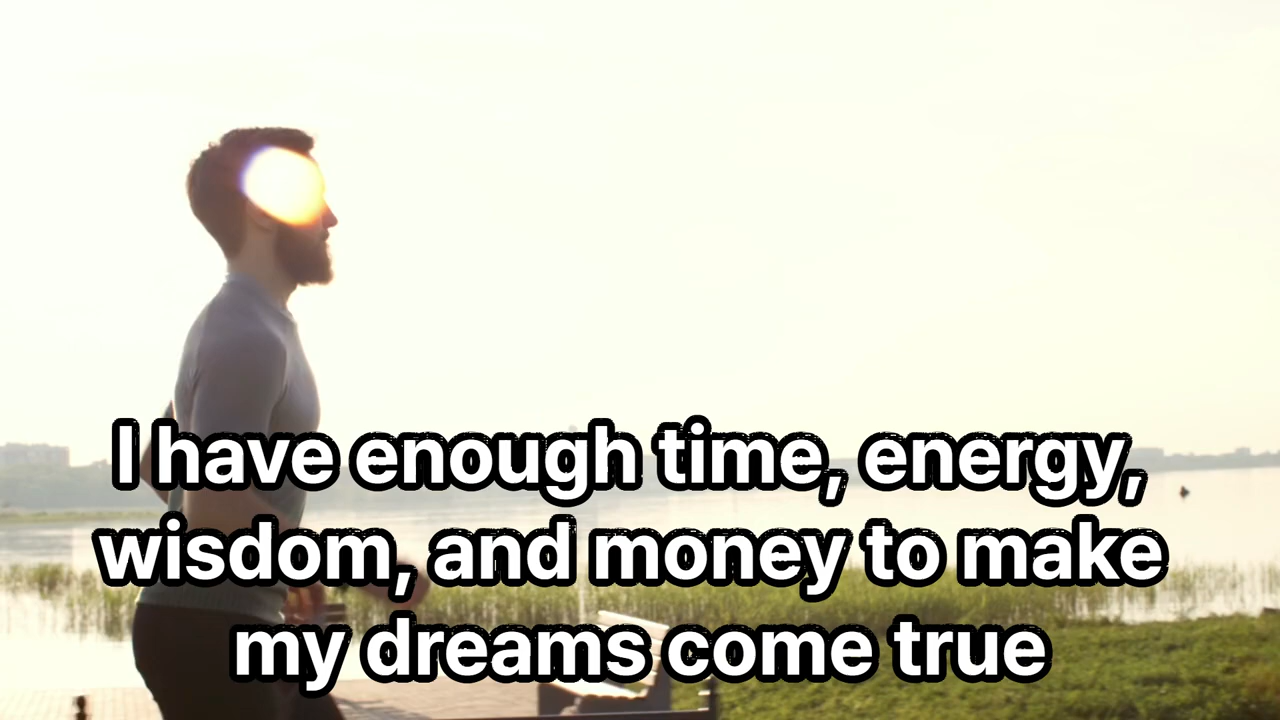 I have enough time, energy,
wisdom, and money to make
my dreams come true